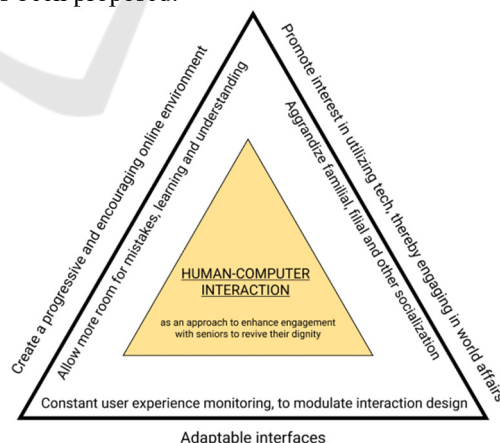 been proposed.
Create a progressive and encouraging online environment
Allow more room for mistakes, learning and understanding
Promote interest in utilizing tech, thereby engaging in world affairs
Aggrandize familial, filial and other socialization
HUMAN-COMPUTER
INTERACTION
as an approach to enhance engagement
with seniors to revive their dignity
Constant user experience monitoring, to modulate interaction design
Adaptable interfaces